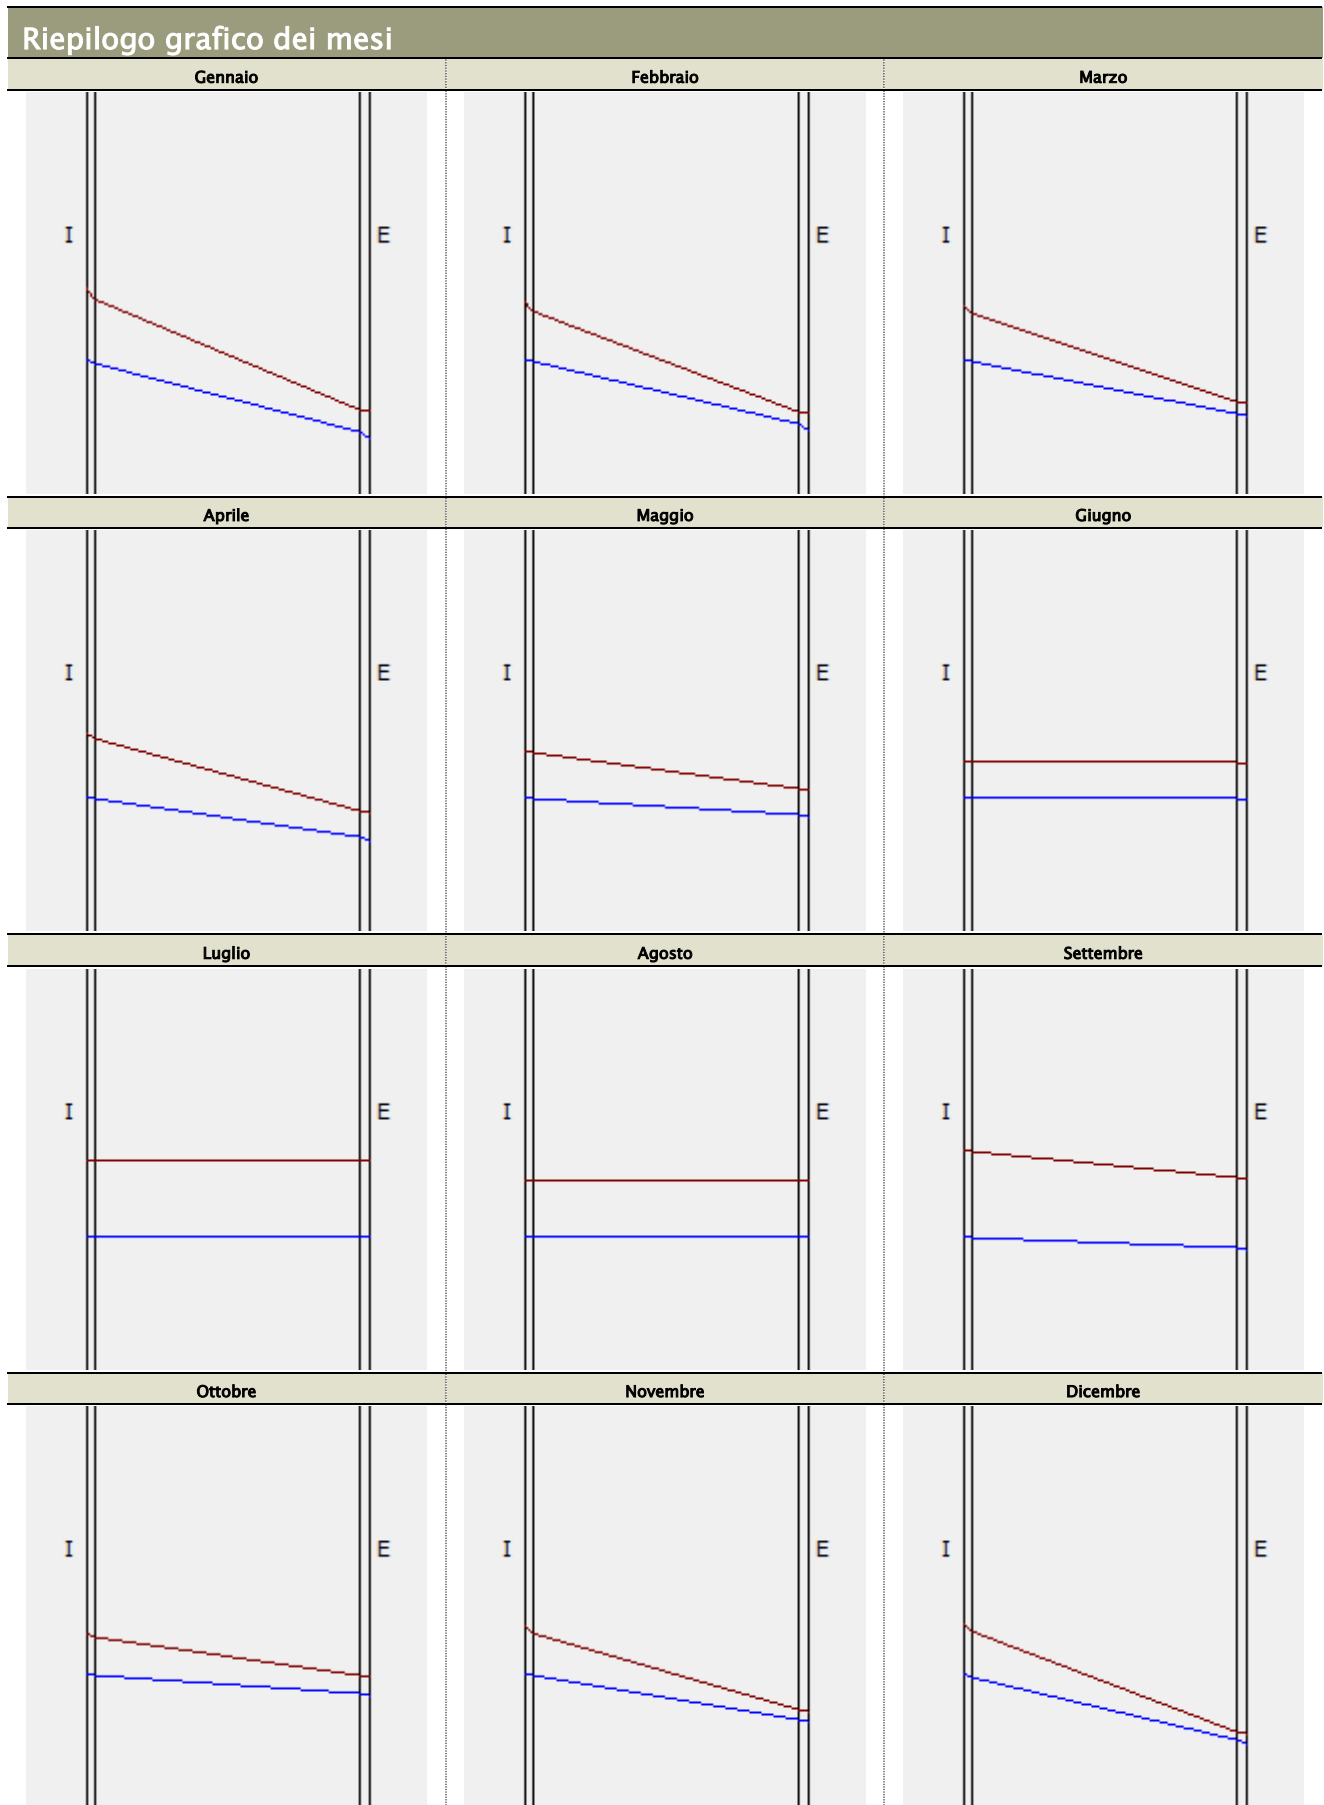 Riepilogo grafico dei mesi
Gennaio Febbraio Marzo
I E I E I E
Aprile Maggio Giugno
I E I E I E
Luglio Agosto Settembre
I E I E I E
Ottobre Novembre Dicembre
I E I E I E